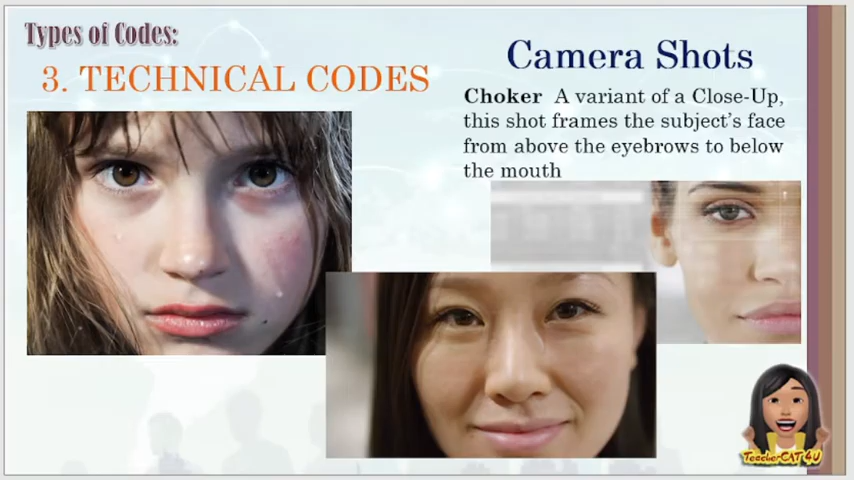 Types of Codes:
3. TECHNICAL CODES
Camera Shots
Choker A variant of a Close-Up,
this shot frames the subject's face
from above the eyebrows to below
the mouth
TeacherCAT 4U